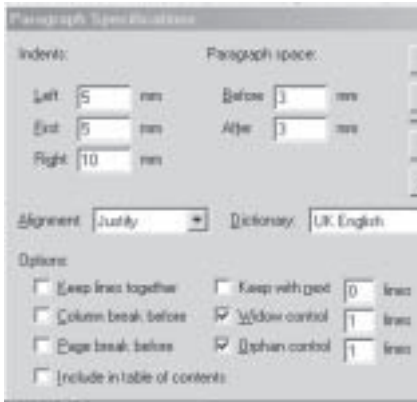 Paragraph Specifications
Indents: Paragraph space:
Left 5 mm Before 3 mm
First 5 mm After 3 mm
Right 10 mm
Alignment Justify Dictionary: UK English
Options
Keep lines together Keep with next 0 lines
Column break before Widow control 1 lines
Page break before Orphan control 1 lines
Include in table of contents